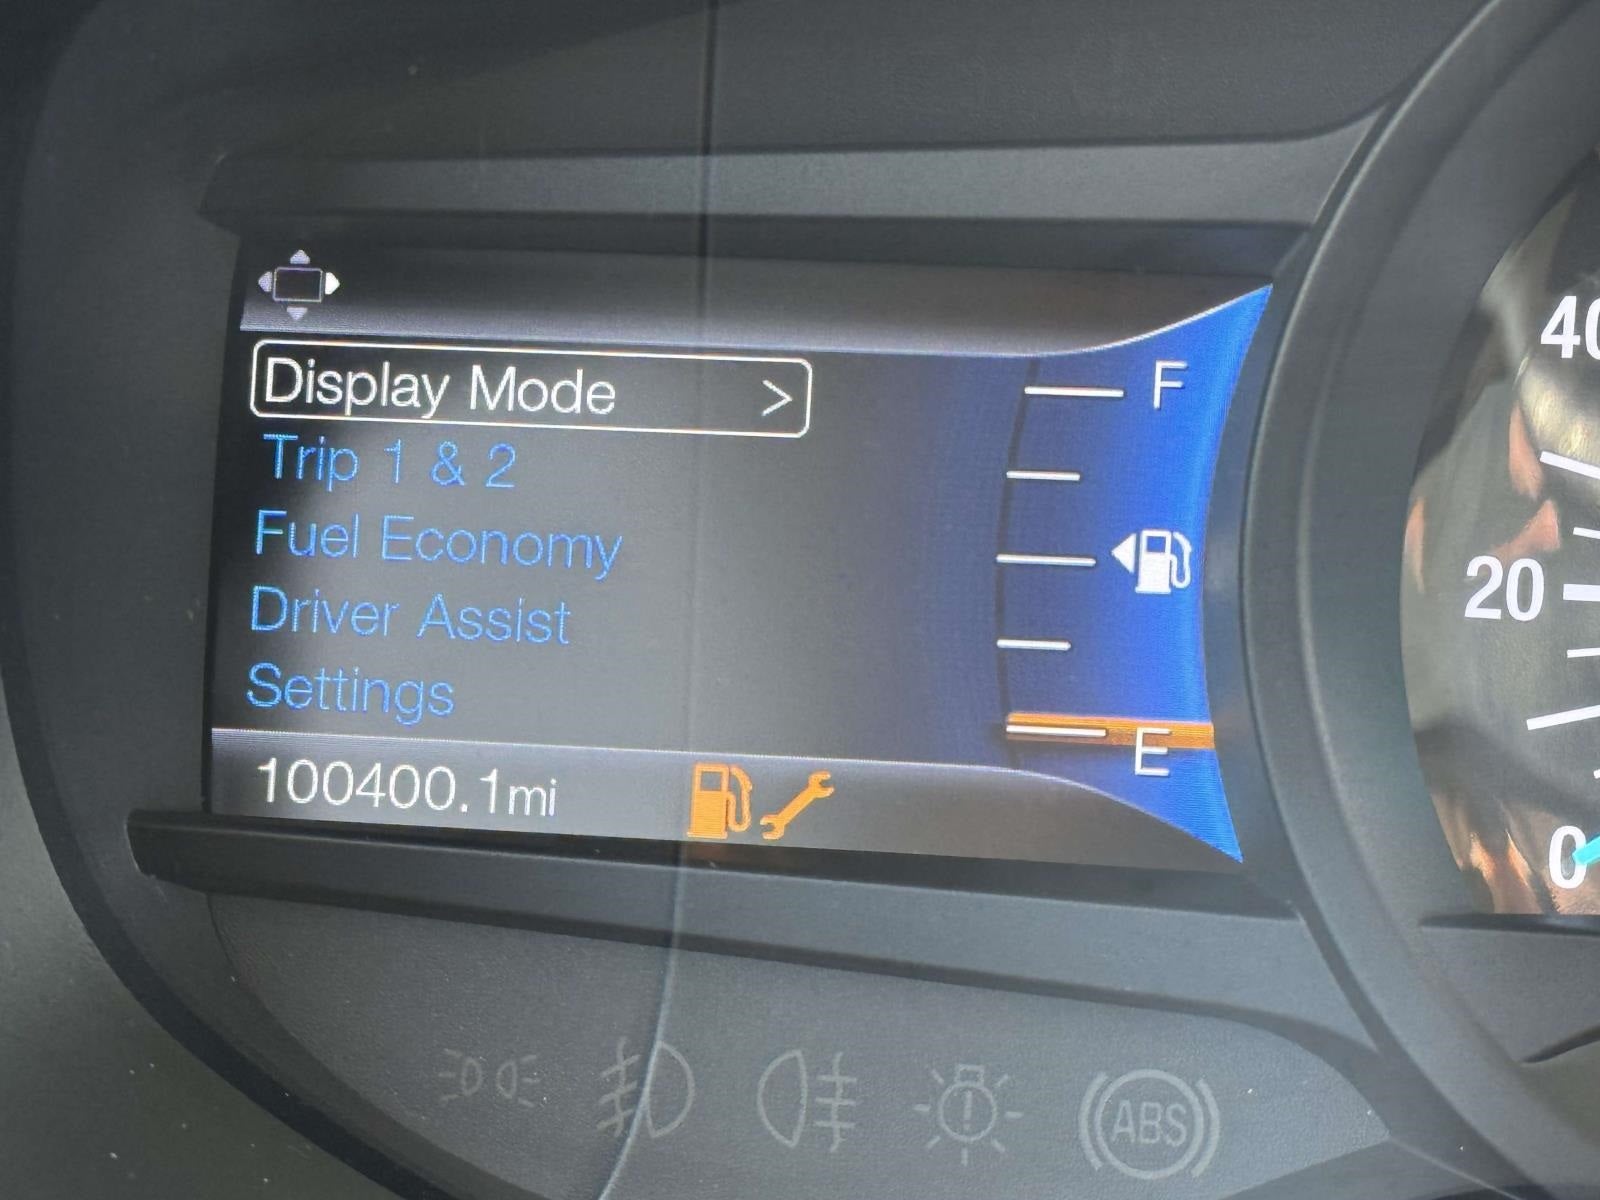 Display Mode >
Trip 1 & 2
Fuel Economy
Driver Assist
Settings
100400.1mi
F
E
40
20
0
ABS